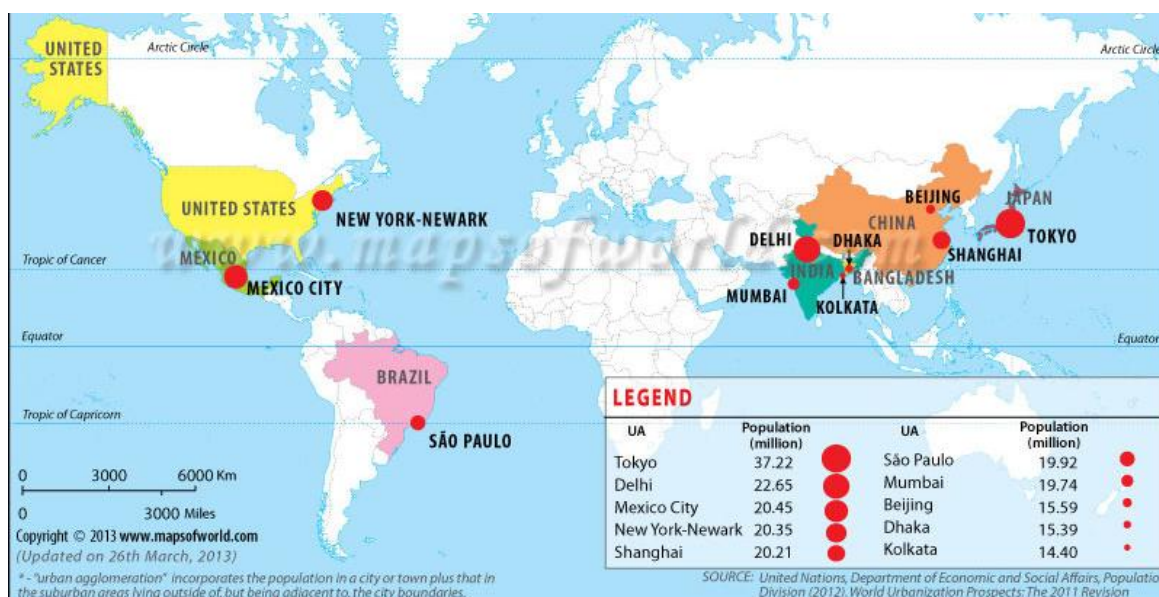 UNITED
STATES
Arctic Circle
Arctic Circle
UNITED STATES
NEW YORK-NEWARK
BEIJING
JAPAN
CHINA
TOKYO
DELHI
DHAKA
SHANGHAI
www.mapsofworld.com
Tropic of Cancer
MEXICO
INDIA
BANGLADESH
MEXICO CITY
MUMBAI
KOLKATA
Equator
Equator
BRAZIL
Tropic of Capricorn
SÃO PAULO
0 3000 6000 Km
0 3000 Miles
Copyright © 2013 www.mapsofworld.com
(Updated on 26th March, 2013)
* - "urban agglomeration" incorporates the population in a city or town plus that in
the suburban areas lying outside of, but being adjacent to, the city boundaries.
LEGEND
UA Population (million) UA Population (million)
Tokyo 37.22 São Paulo 19.92
Delhi 22.65 Mumbai 19.74
Mexico City 20.45 Beijing 15.59
New York-Newark 20.35 Dhaka 15.39
Shanghai 20.21 Kolkata 14.40
SOURCE: United Nations, Department of Economic and Social Affairs, Population
Division (2012). World Urbanization Prospects: The 2011 Revision